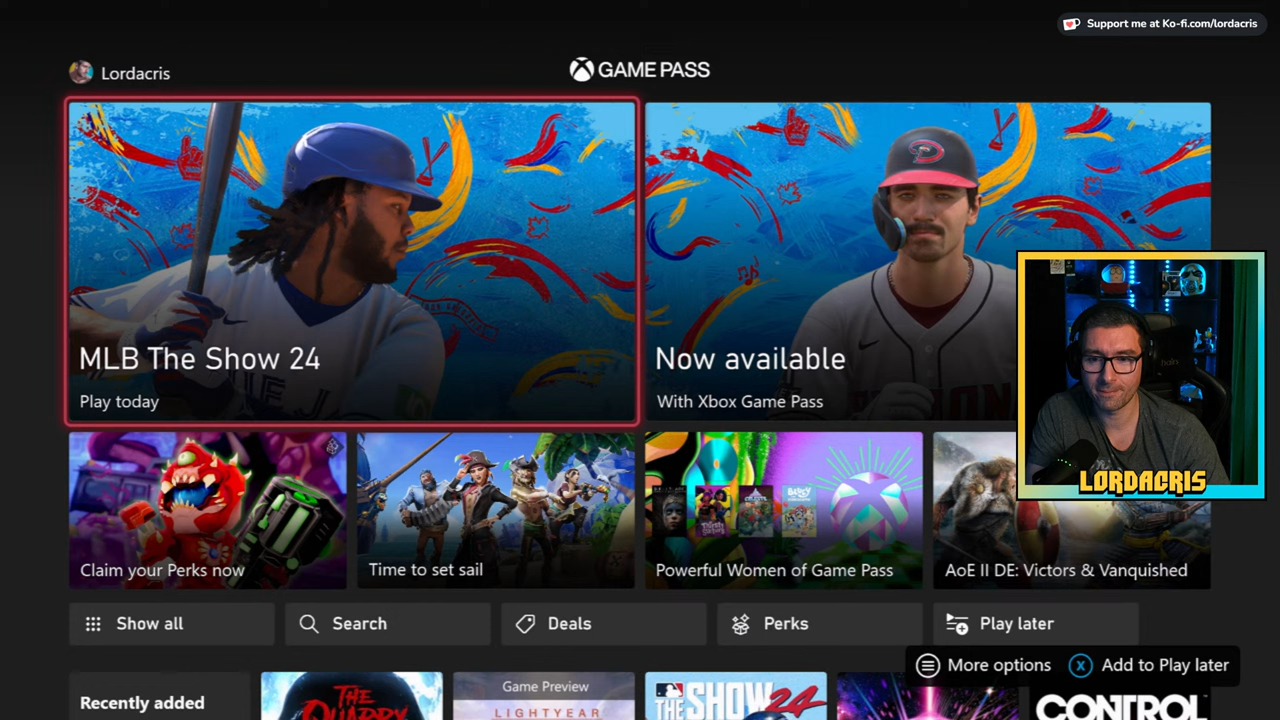 Support me at Ko-fi.com/lordacris
Lordacris
GAME PASS
MLB The Show 24
Play today
Now available
With Xbox Game Pass
LORDACRIS
Claim your Perks now
Time to set sail
Powerful Women of Game Pass
AoE II DE: Victors & Vanquished
Show all
Search
Deals
Perks
Play later
More options
X
Add to Play later
Recently added
THE
QUARRY
Game Preview
LIGHTYEAR
THE SHOW 24
CONTROL